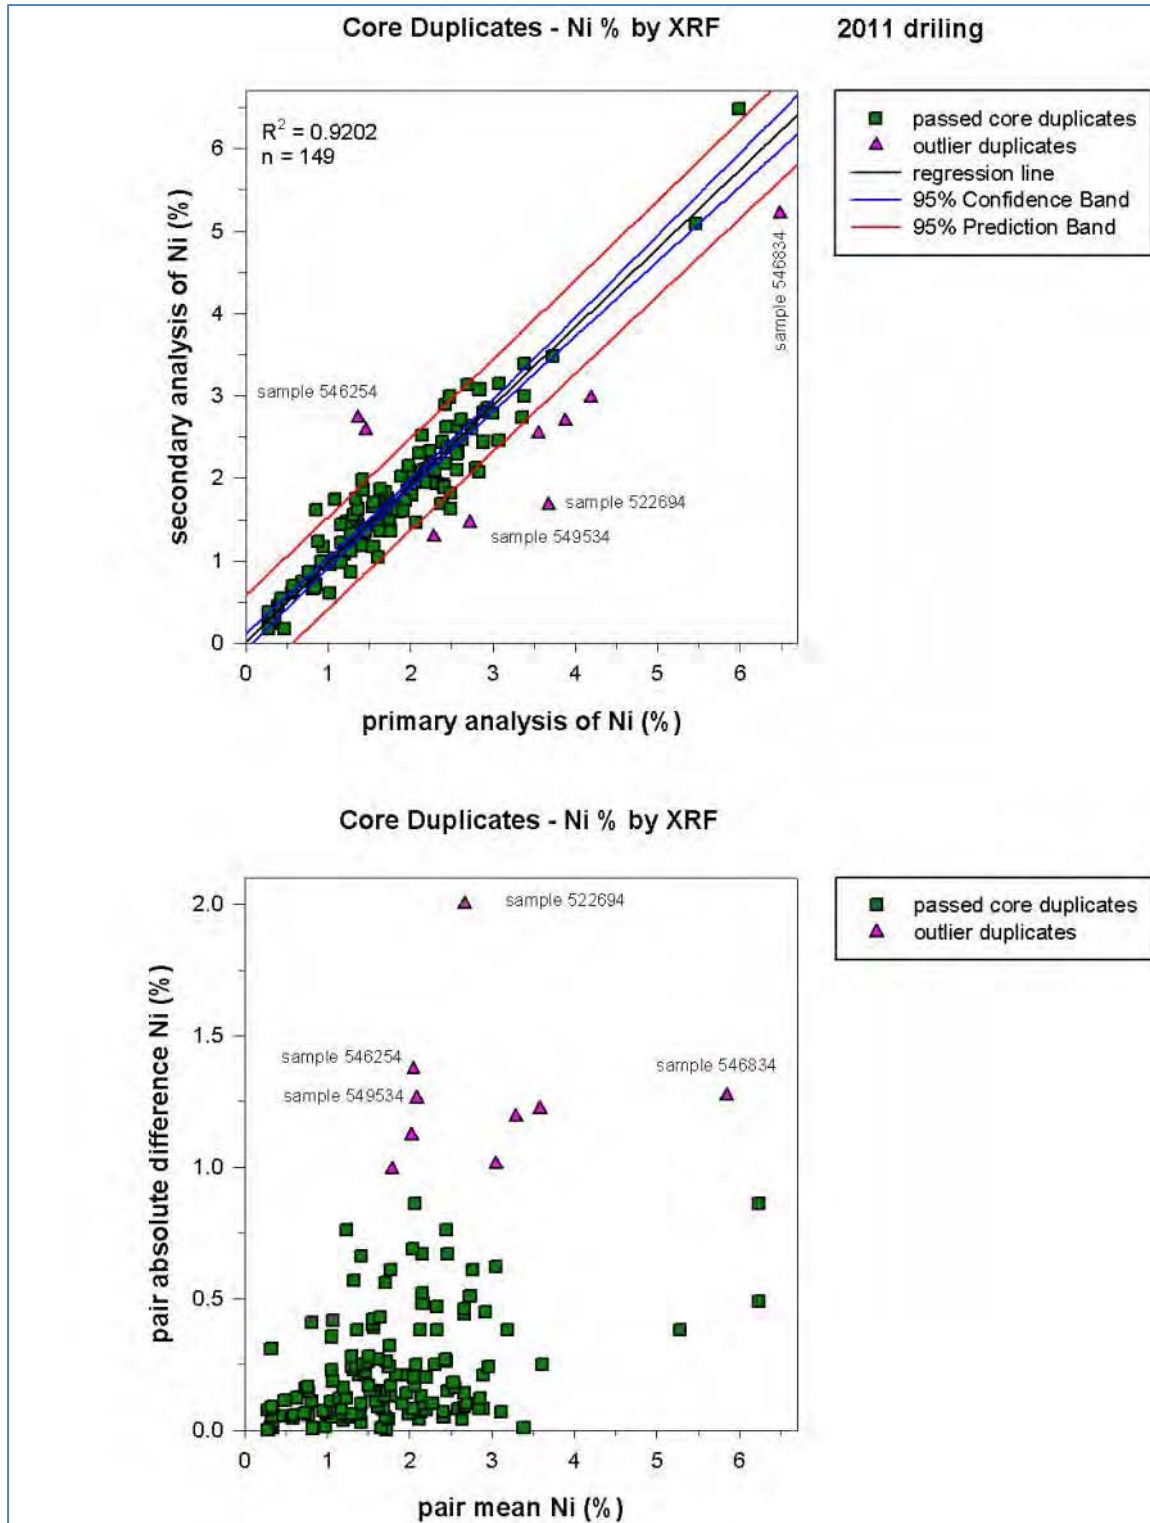 Core Duplicates - Ni % by XRF
2011 driling
R² = 0.9202
n = 149
passed core duplicates
outlier duplicates
regression line
95% Confidence Band
95% Prediction Band
sample 546834
sample 546254
sample 522694
sample 549534
6
5
4
3
2
1
0
secondary analysis of Ni (%)
0 1 2 3 4 5 6
primary analysis of Ni (%)
Core Duplicates - Ni % by XRF
passed core duplicates
outlier duplicates
sample 522694
sample 546254
sample 546834
sample 549534
2.0
1.5
1.0
0.5
0.0
pair absolute difference Ni (%)
0 1 2 3 4 5 6
pair mean Ni (%)